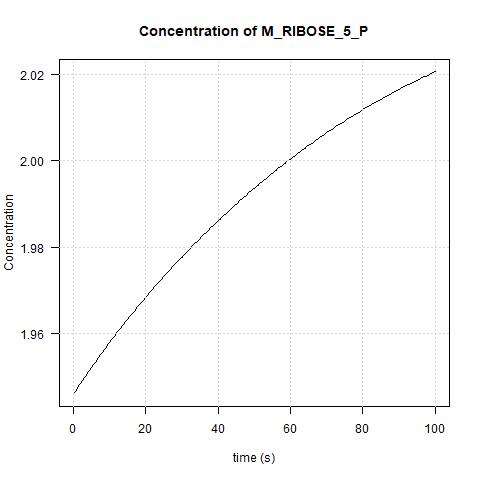 Concentration of M_RIBOSE_5_P
Concentration
2.02
2.00
1.98
1.96
0 20 40 60 80 100
time (s)